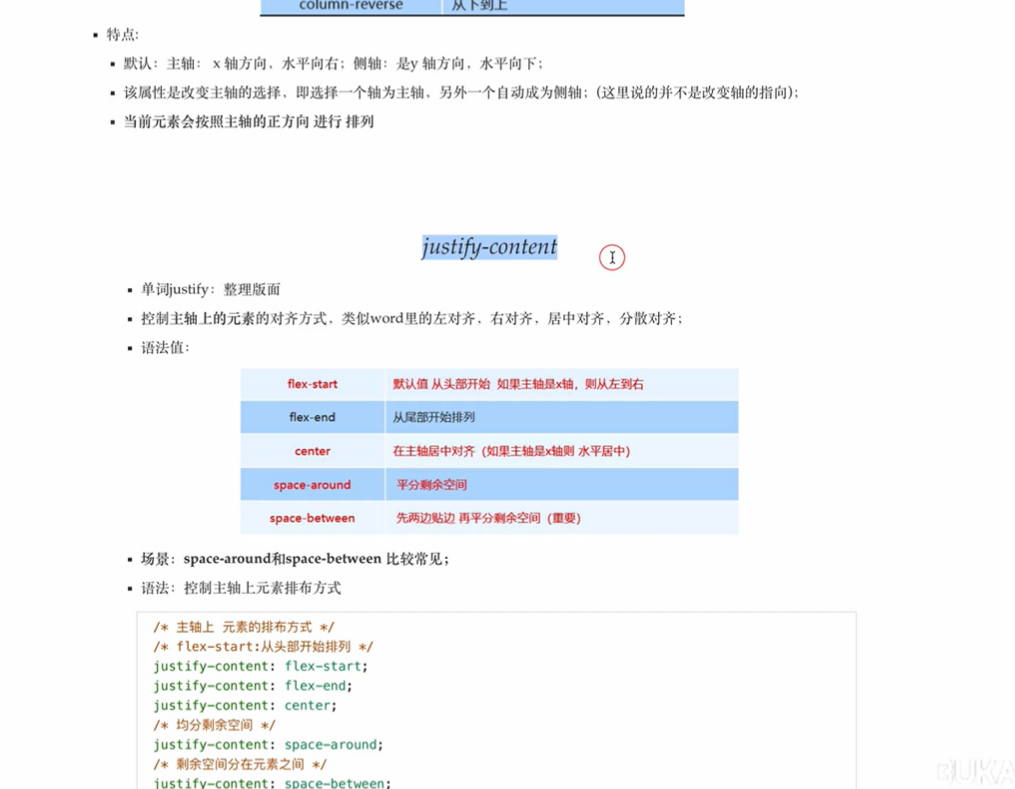 column-reverse 从下到上
特点:
默认：主轴： x 轴方向，水平向右；侧轴：是y 轴方向，水平向下；
该属性是改变主轴的选择，即选择一个轴为主轴，另外一个自动成为侧轴；(这里说的并不是改变轴的指向)；
当前元素会按照主轴的正方向 进行 排列
justify-content
单词justify：整理版面
控制主轴上的元素的对齐方式，类似word里的左对齐，右对齐，居中对齐，分散对齐；
语法值：
flex-start 默认值 从头部开始 如果主轴是x轴，则从左到右
flex-end 从尾部开始排列
center 在主轴居中对齐（如果主轴是x轴则 水平居中）
space-around 平分剩余空间
space-between 先两边贴边 再平分剩余空间（重要）
场景：space-around和space-between 比较常见；
语法：控制主轴上元素排布方式
/* 主轴上 元素的排布方式 */
/* flex-start:从头部开始排列 */
justify-content: flex-start;
justify-content: flex-end;
justify-content: center;
/* 均分剩余空间 */
justify-content: space-around;
/* 剩余空间分在元素之间 */
justify-content: space-between;